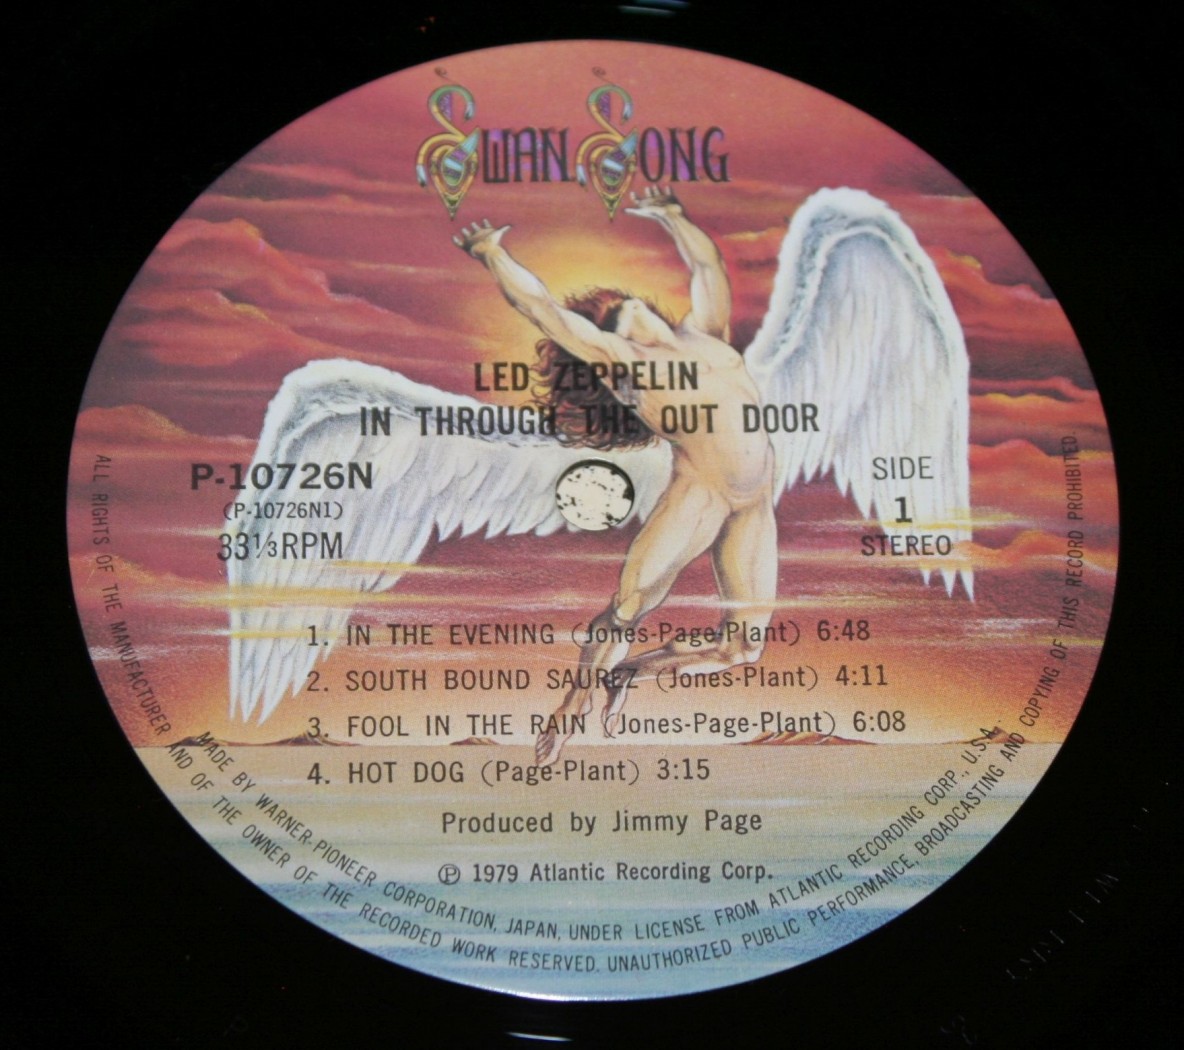 SWAN SONG
LED ZEPPELIN
IN THROUGH THE OUT DOOR
P-10726N
(P-10726N1)
33⅓RPM
SIDE
1
STEREO
1. IN THE EVENING (Jones-Page-Plant) 6:48
2. SOUTH BOUND SAUREZ (Jones-Plant) 4:11
3. FOOL IN THE RAIN (Jones-Page-Plant) 6:08
4. HOT DOG (Page-Plant) 3:15
Produced by Jimmy Page
Ⓟ 1979 Atlantic Recording Corp.
MADE BY WARNER-PIONEER CORPORATION, JAPAN, UNDER LICENSE FROM ATLANTIC RECORDING CORP., U.S.A.
ALL RIGHTS OF THE MANUFACTURER AND OF THE OWNER OF THE RECORDED WORK RESERVED. UNAUTHORIZED PUBLIC PERFORMANCE, BROADCASTING AND COPYING OF THIS RECORD PROHIBITED.